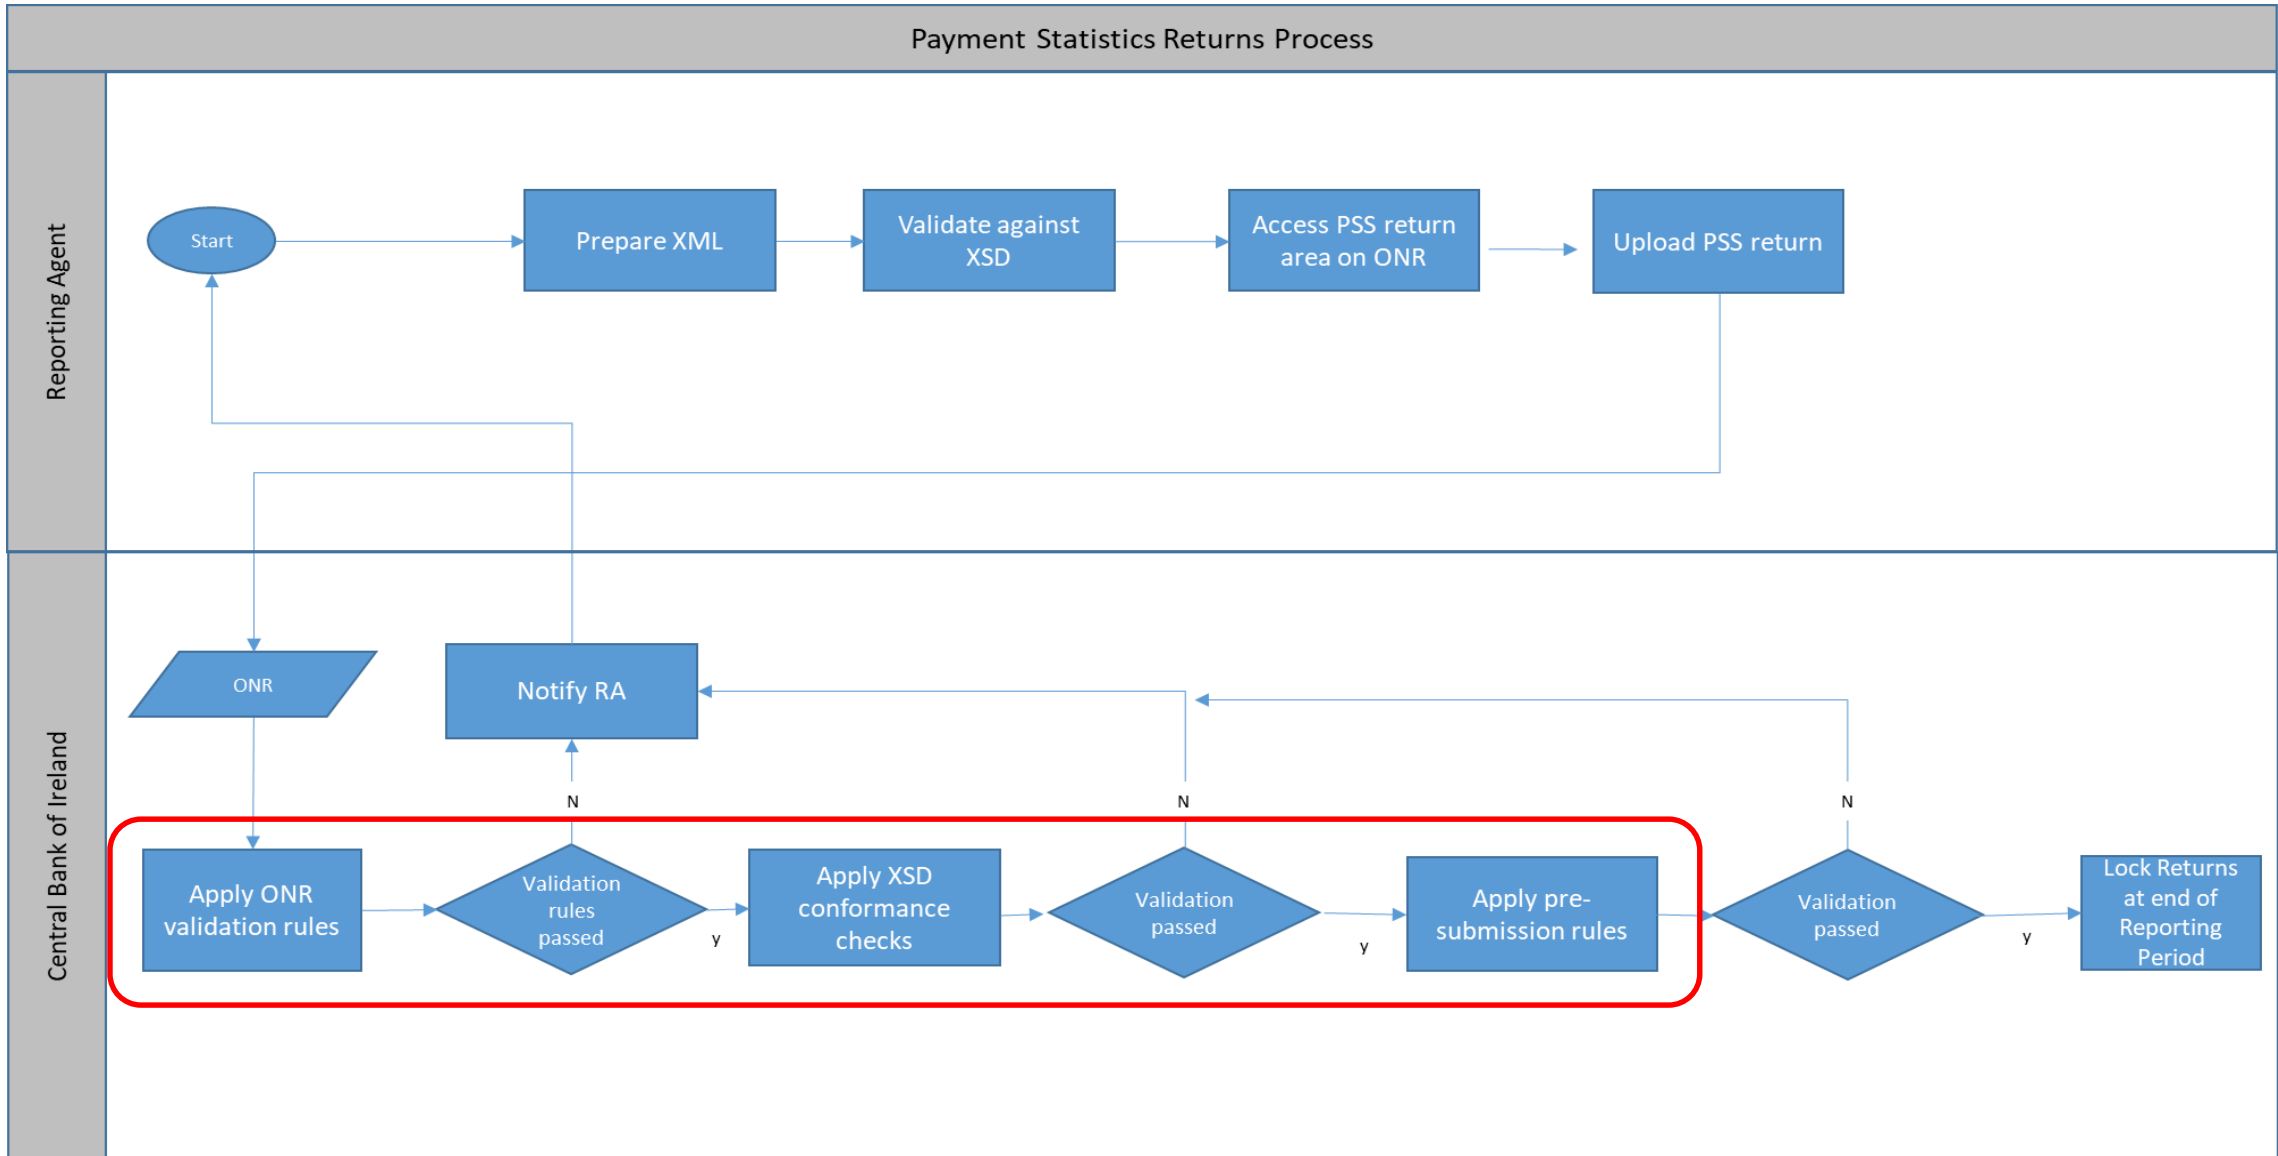 Payment Statistics Returns Process
Reporting Agent
Start
Prepare XML
Validate against
XSD
Access PSS return
area on ONR
Upload PSS return
Central Bank of Ireland
ONR
Notify RA
N
N
N
Apply ONR
validation rules
Validation
rules
passed
y
Apply XSD
conformance
checks
Validation
passed
y
Apply pre-
submission rules
Validation
passed
y
Lock Returns
at end of
Reporting
Period